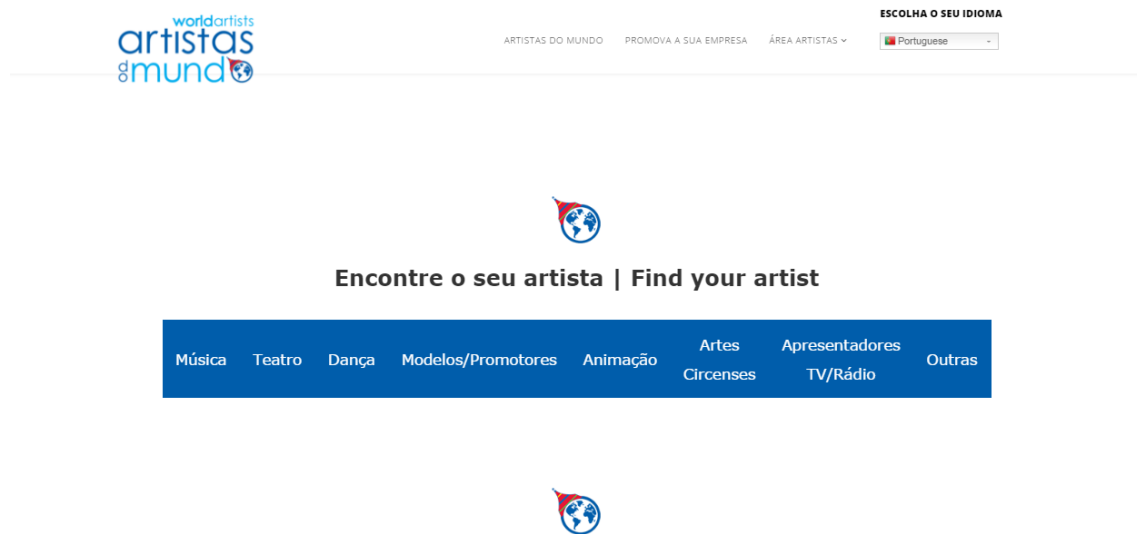 ESCOLHA O SEU IDIOMA
worldartists
artistas
do mundo
ARTISTAS DO MUNDO PROMOVA A SUA EMPRESA ÁREA ARTISTAS
Portuguese
Encontre o seu artista | Find your artist
Música Teatro Dança Modelos/Promotores Animação Artes Circenses Apresentadores TV/Rádio Outras